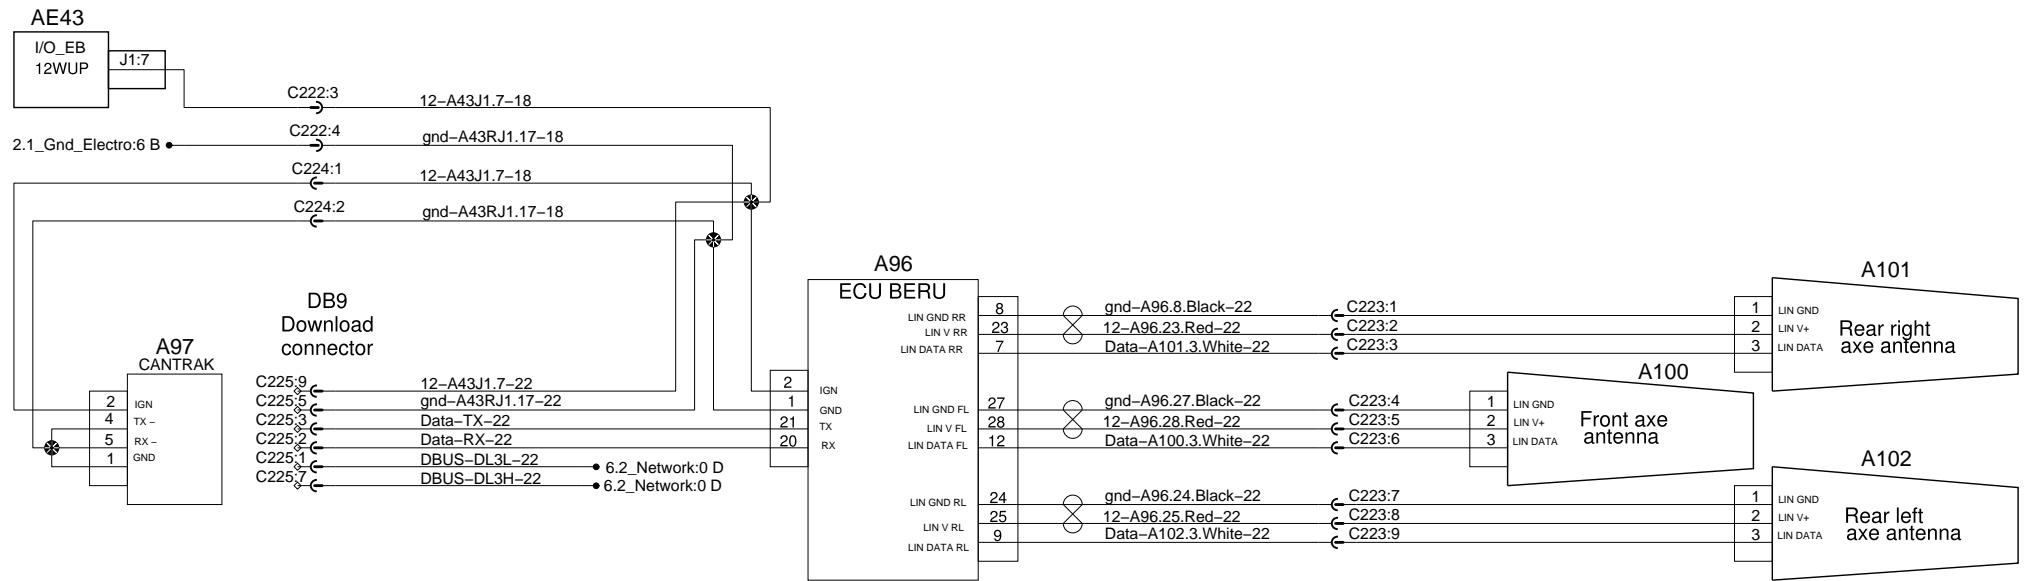 AE43
I/O_EB
12WUP
J1:7
C222:3
12–A43J1.7–18
2.1_Gnd_Electro:6 B
C222:4
gnd–A43RJ1.17–18
C224:1
12–A43J1.7–18
C224:2
gnd–A43RJ1.17–18
DB9
Download
connector
A97
CANTRAK
2 IGN
4 TX –
5 RX –
1 GND
C225:9 12–A43J1.7–22
C225:5 gnd–A43RJ1.17–22
C225:3 Data–TX–22
C225:2 Data–RX–22
C225:1 DBUS–DL3L–22 6.2_Network:0 D
C225:7 DBUS–DL3H–22 6.2_Network:0 D
A96
ECU BERU
2 IGN
1 GND
21 TX
20 RX
LIN GND RR 8 gnd–A96.8.Black–22 C223:1
LIN V RR 23 12–A96.23.Red–22 C223:2
LIN DATA RR 7 Data–A101.3.White–22 C223:3
LIN GND FL 27 gnd–A96.27.Black–22 C223:4
LIN V FL 28 12–A96.28.Red–22 C223:5
LIN DATA FL 12 Data–A100.3.White–22 C223:6
LIN GND RL 24 gnd–A96.24.Black–22 C223:7
LIN V RL 25 12–A96.25.Red–22 C223:8
LIN DATA RL 9 Data–A102.3.White–22 C223:9
A101
1 LIN GND
2 LIN V+
3 LIN DATA
Rear right
axe antenna
A100
1 LIN GND
2 LIN V+
3 LIN DATA
Front axe
antenna
A102
1 LIN GND
2 LIN V+
3 LIN DATA
Rear left
axe antenna